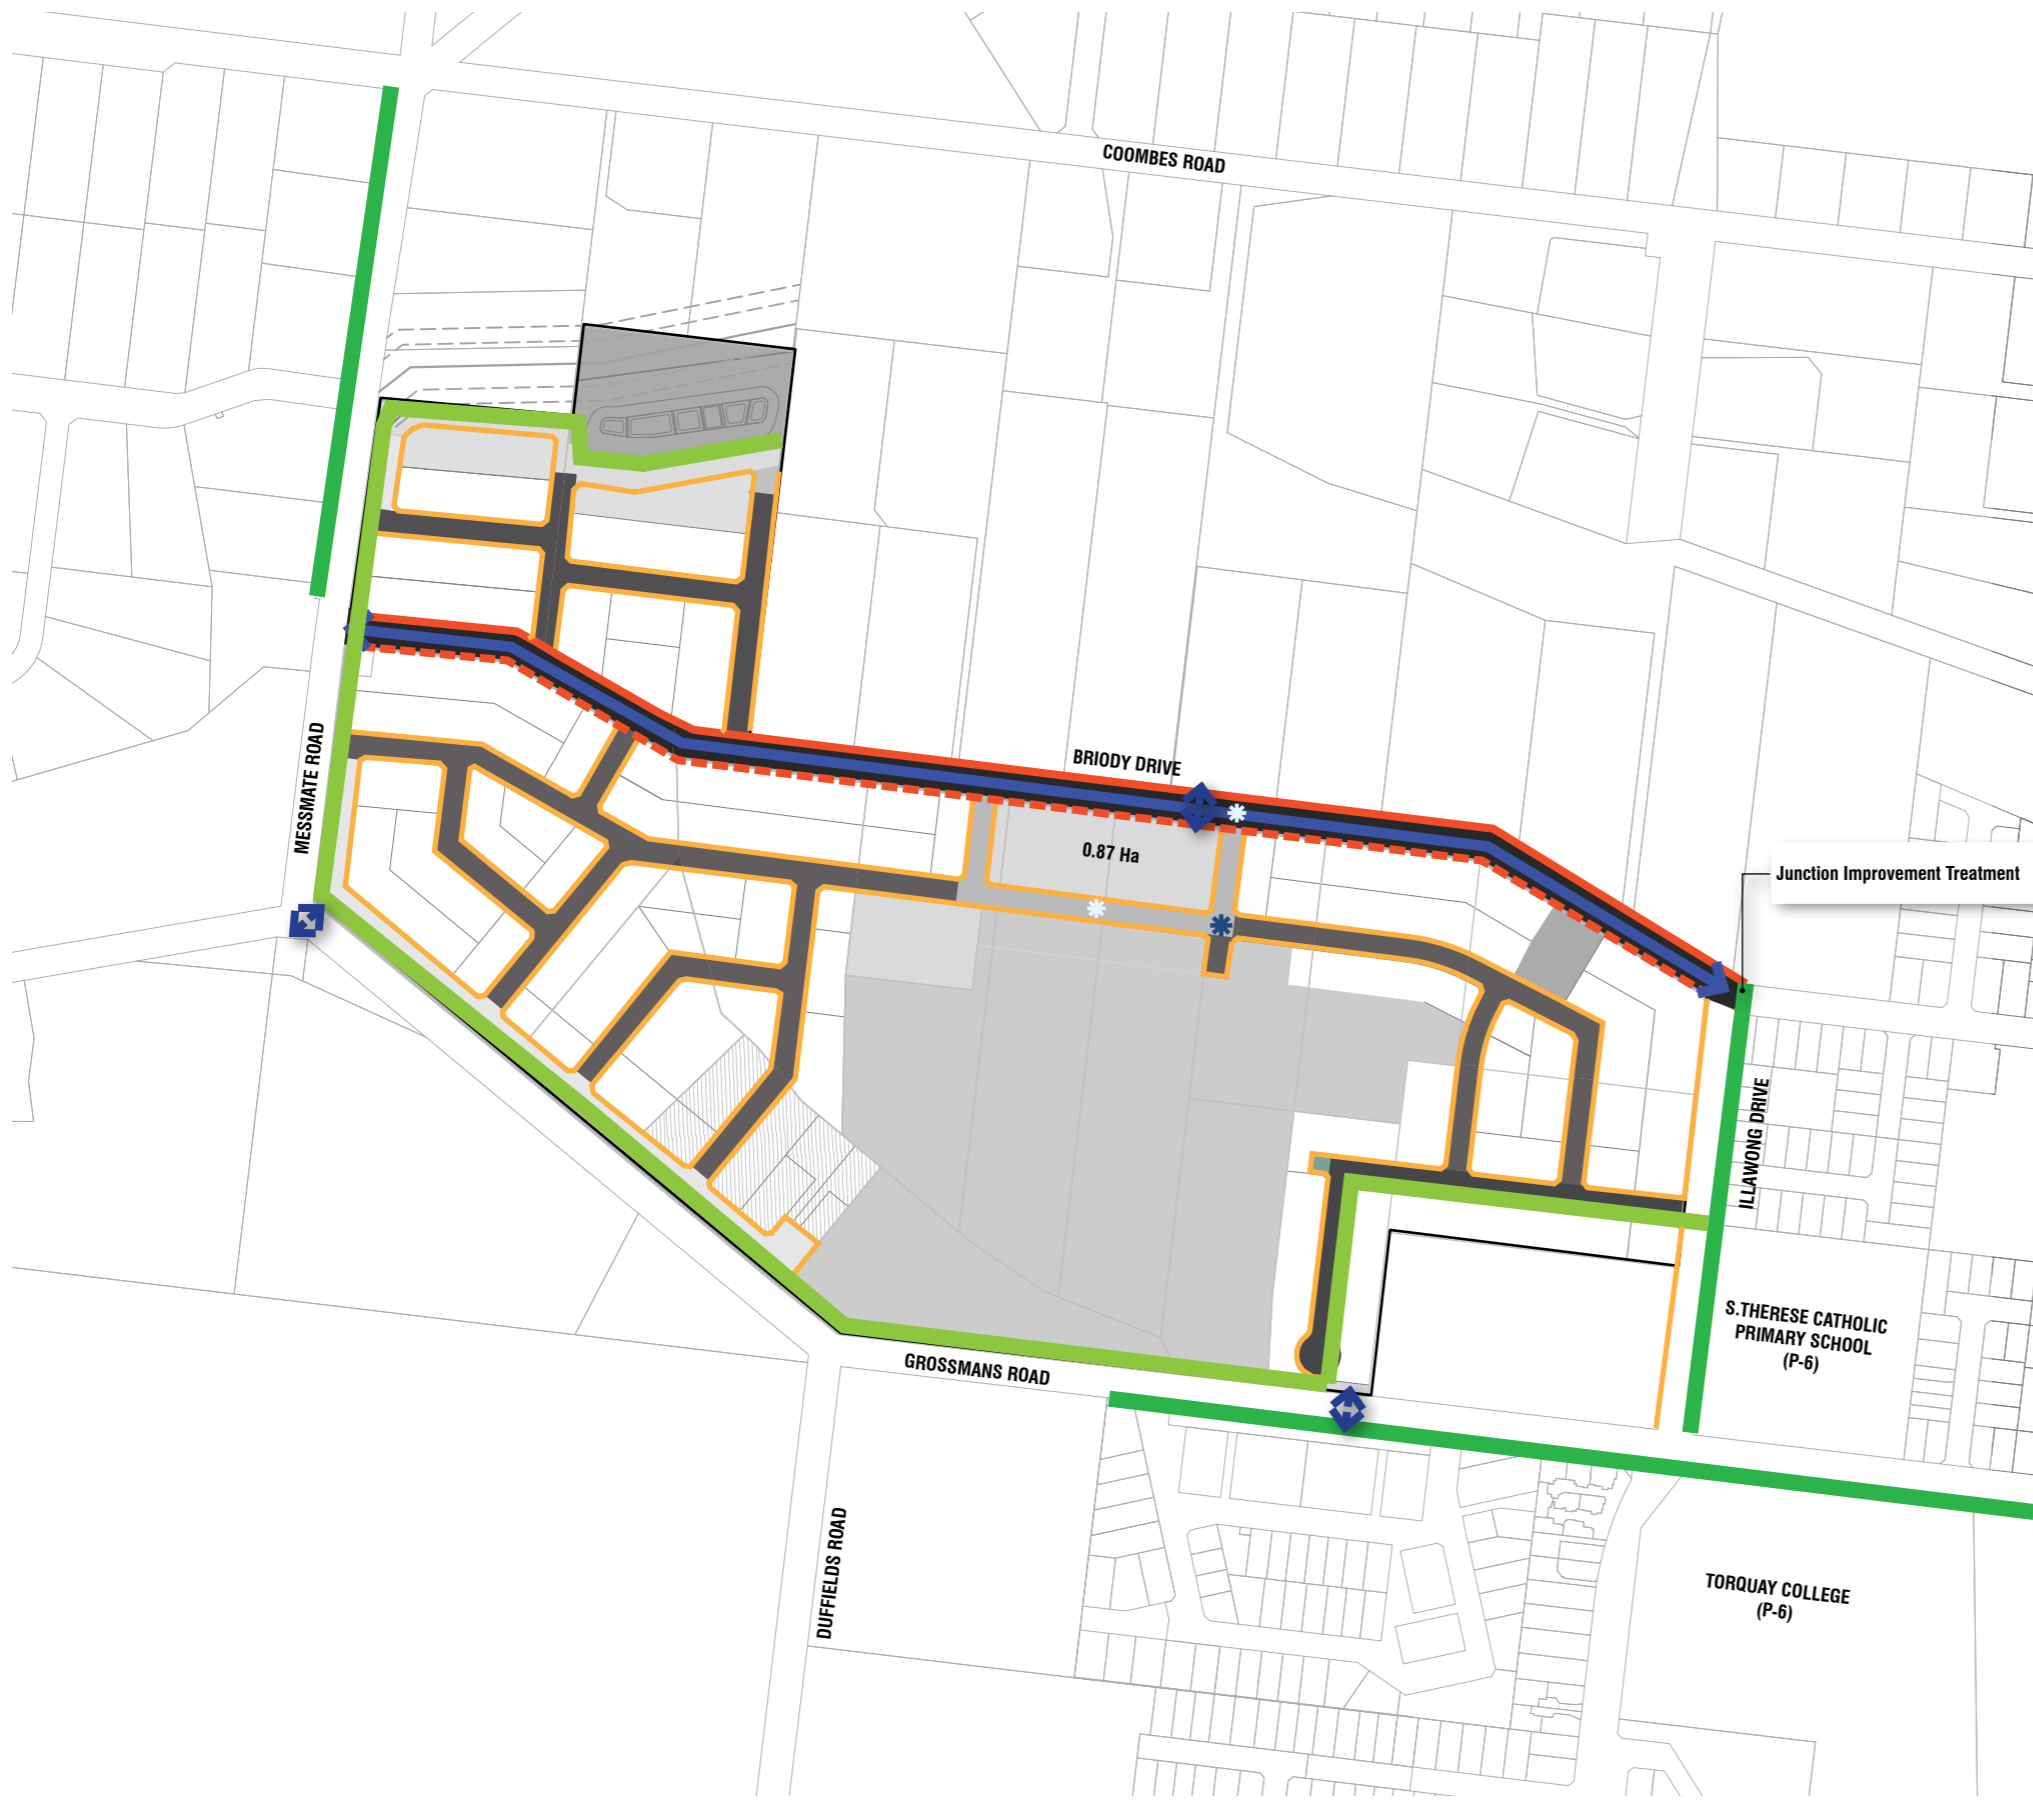 COOMBES ROAD
BRIODY DRIVE
MESSMATE ROAD
0.87 Ha
Junction Improvement Treatment
ILLAWONG DRIVE
S.THERESE CATHOLIC
PRIMARY SCHOOL
(P-6)
GROSSMANS ROAD
DUFFIELDS ROAD
TORQUAY COLLEGE
(P-6)